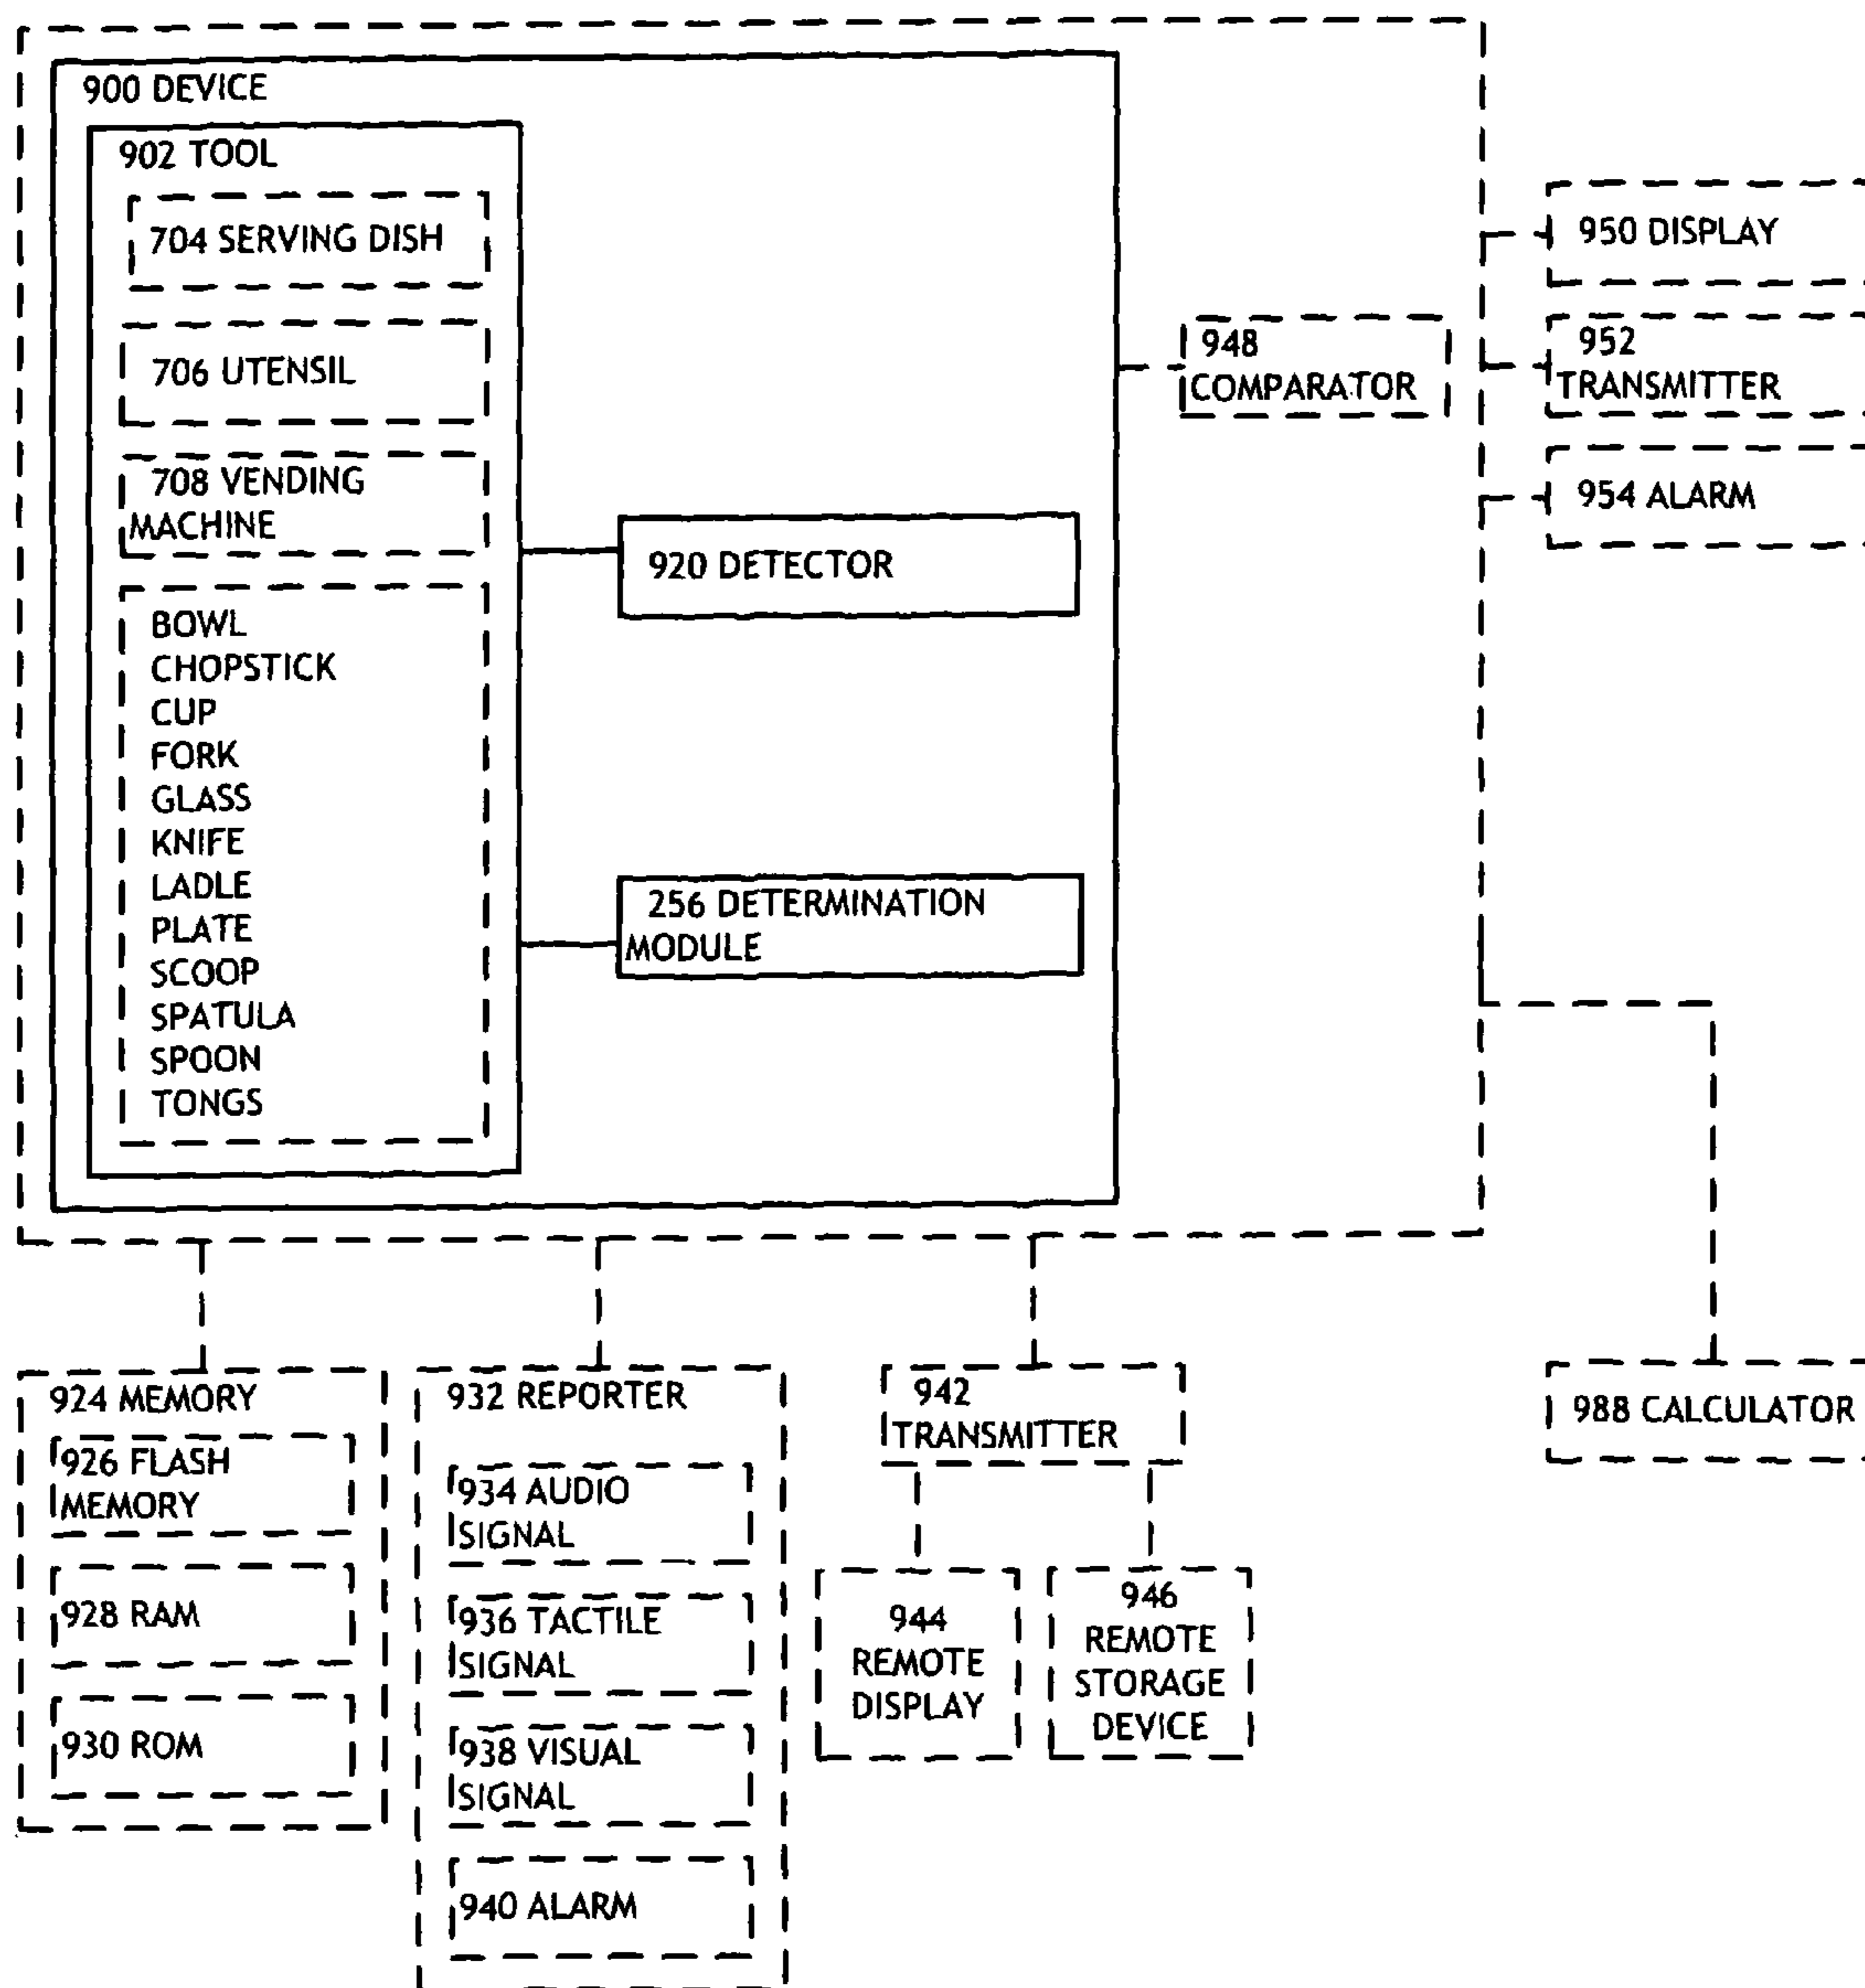 900 DEVICE
902 TOOL
704 SERVING DISH
706 UTENSIL
708 VENDING
MACHINE
BOWL
CHOPSTICK
CUP
FORK
GLASS
KNIFE
LADLE
PLATE
SCOOP
SPATULA
SPOON
TONGS
920 DETECTOR
256 DETERMINATION
MODULE
948
COMPARATOR
950 DISPLAY
952
TRANSMITTER
954 ALARM
924 MEMORY
926 FLASH
MEMORY
928 RAM
930 ROM
932 REPORTER
934 AUDIO
SIGNAL
936 TACTILE
SIGNAL
938 VISUAL
SIGNAL
940 ALARM
942
TRANSMITTER
944
REMOTE
DISPLAY
946
REMOTE
STORAGE
DEVICE
988 CALCULATOR